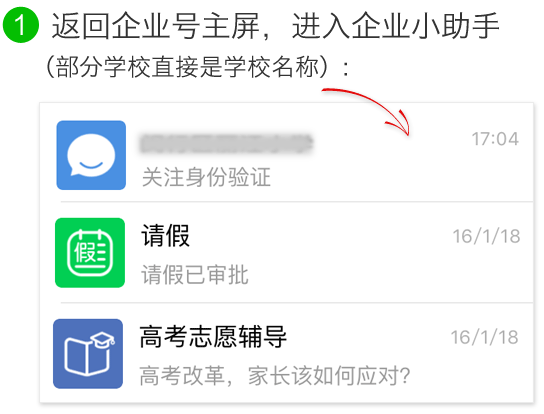 1 返回企业号主屏，进入企业小助手
（部分学校直接是学校名称）：
17:04
关注身份验证
假 请假 16/1/18
请假已审批
高考志愿辅导 16/1/18
高考改革，家长该如何应对？